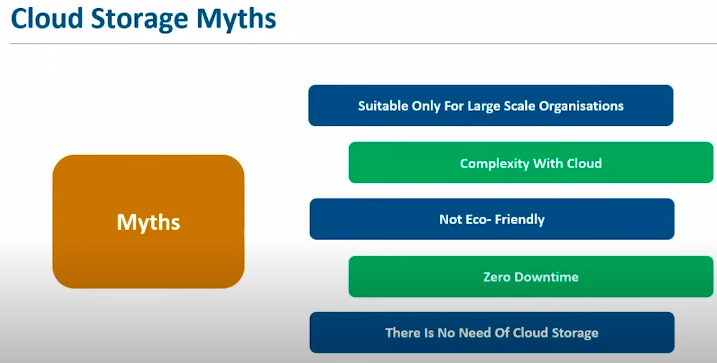 Cloud Storage Myths
Suitable Only For Large Scale Organisations
Complexity With Cloud
Myths
Not Eco- Friendly
Zero Downtime
There Is No Need Of Cloud Storage